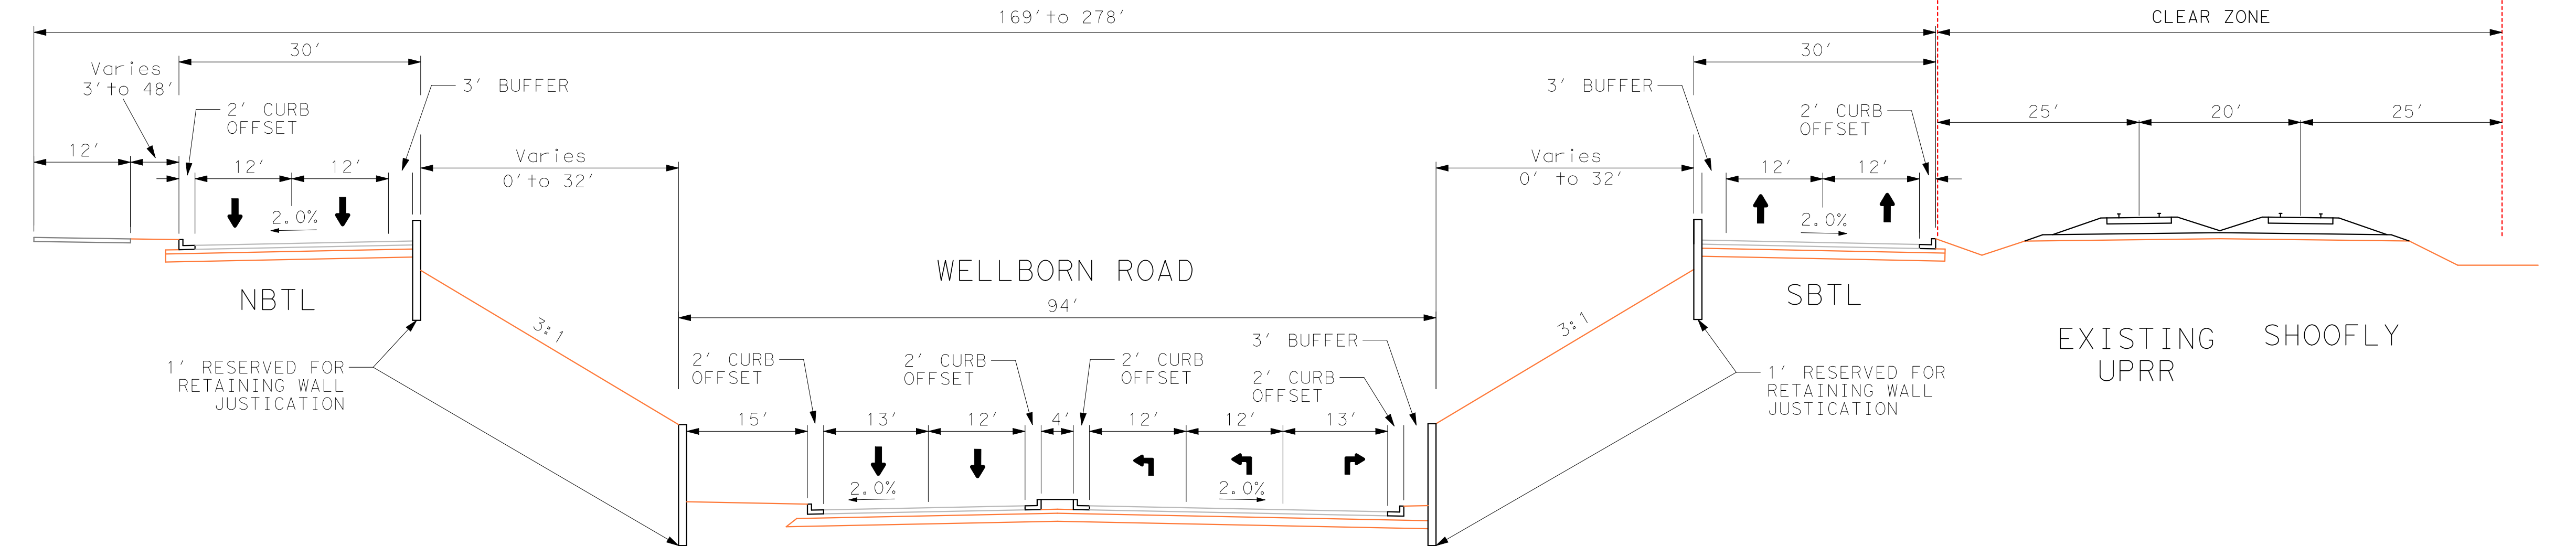 169' to 278'
CLEAR ZONE
30'
30'
Varies
3' to 48'
3' BUFFER
3' BUFFER
2' CURB
OFFSET
2' CURB
OFFSET
25'
20'
25'
12'
12'
12'
Varies
0' to 32'
Varies
0' to 32'
12'
12'
2.0%
2.0%
WELLBORN ROAD
94'
NBTL
SBTL
3:1
3:1
EXISTING
UPRR
SHOOFLY
1' RESERVED FOR
RETAINING WALL
JUSTICATION
2' CURB
OFFSET
2' CURB
OFFSET
2' CURB
OFFSET
3' BUFFER
2' CURB
OFFSET
1' RESERVED FOR
RETAINING WALL
JUSTICATION
15'
13'
12'
4'
12'
12'
13'
2.0%
2.0%